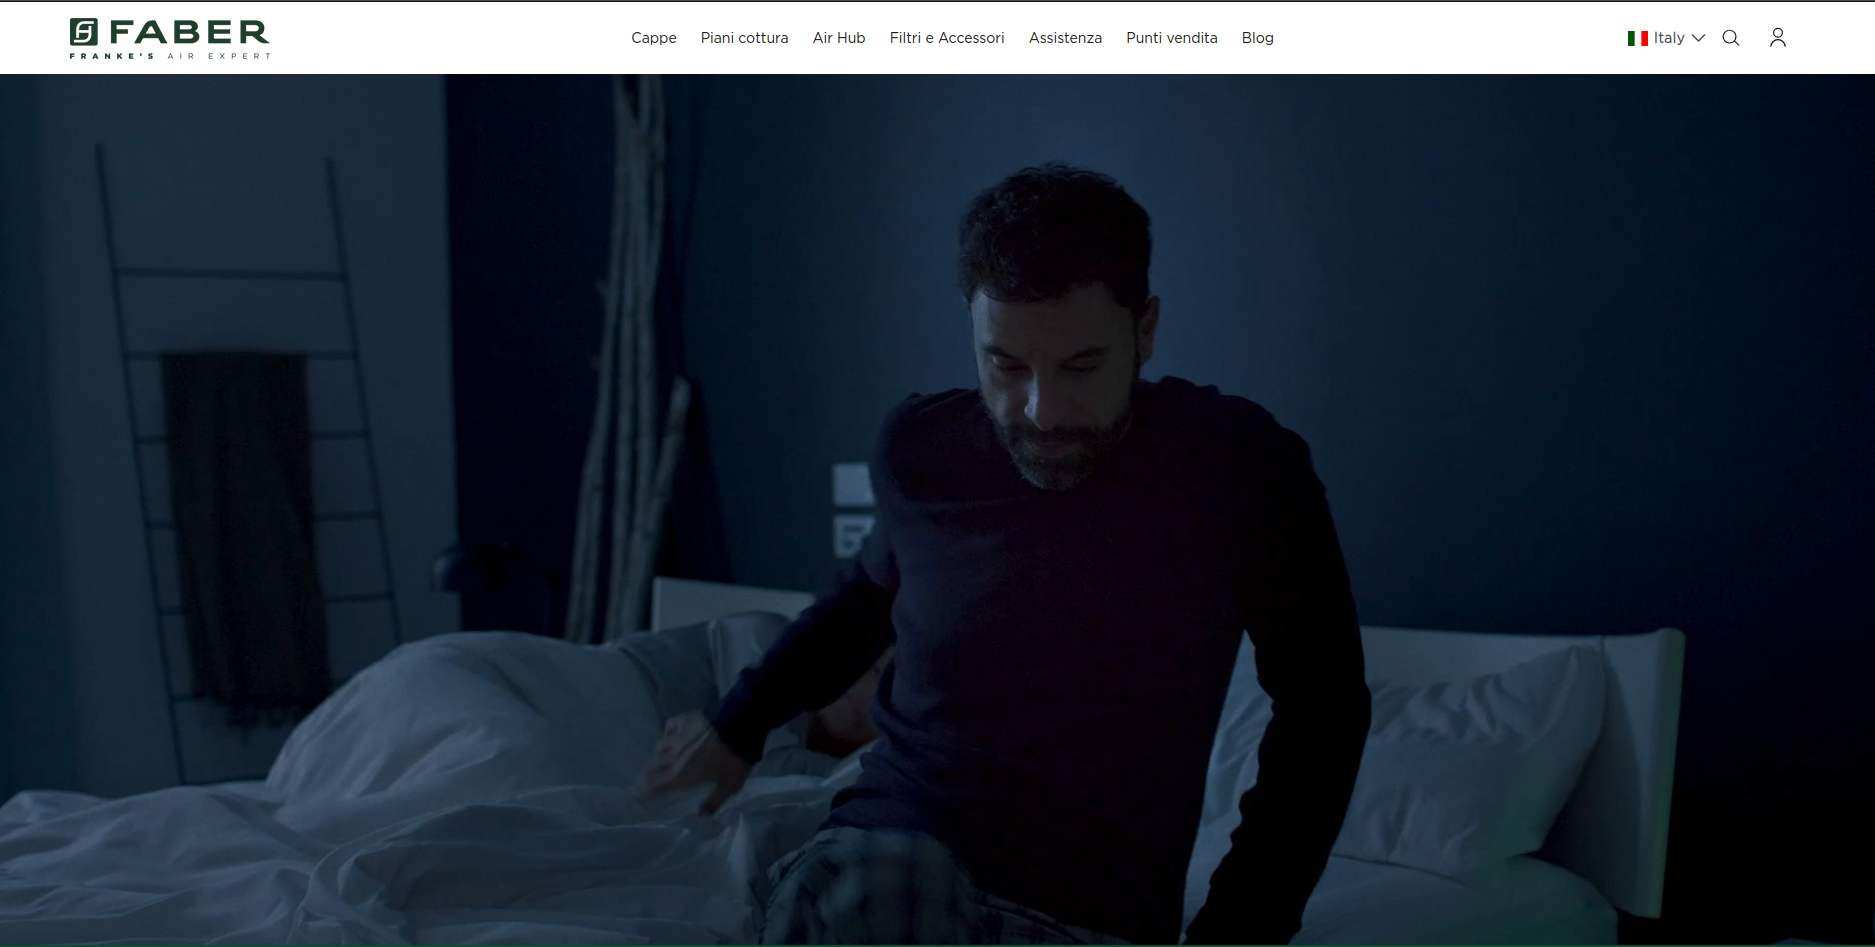 FABER
FRANKE'S AIR EXPERT
Cappe
Piani cottura
Air Hub
Filtri e Accessori
Assistenza
Punti vendita
Blog
Italy